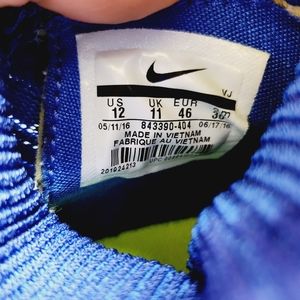 VJ
US UK EUR
12 11 46
05/11/16 843390-404 06/17/16
MADE IN VIETNAM
FABRIQUE AU VIETNAM
201924213